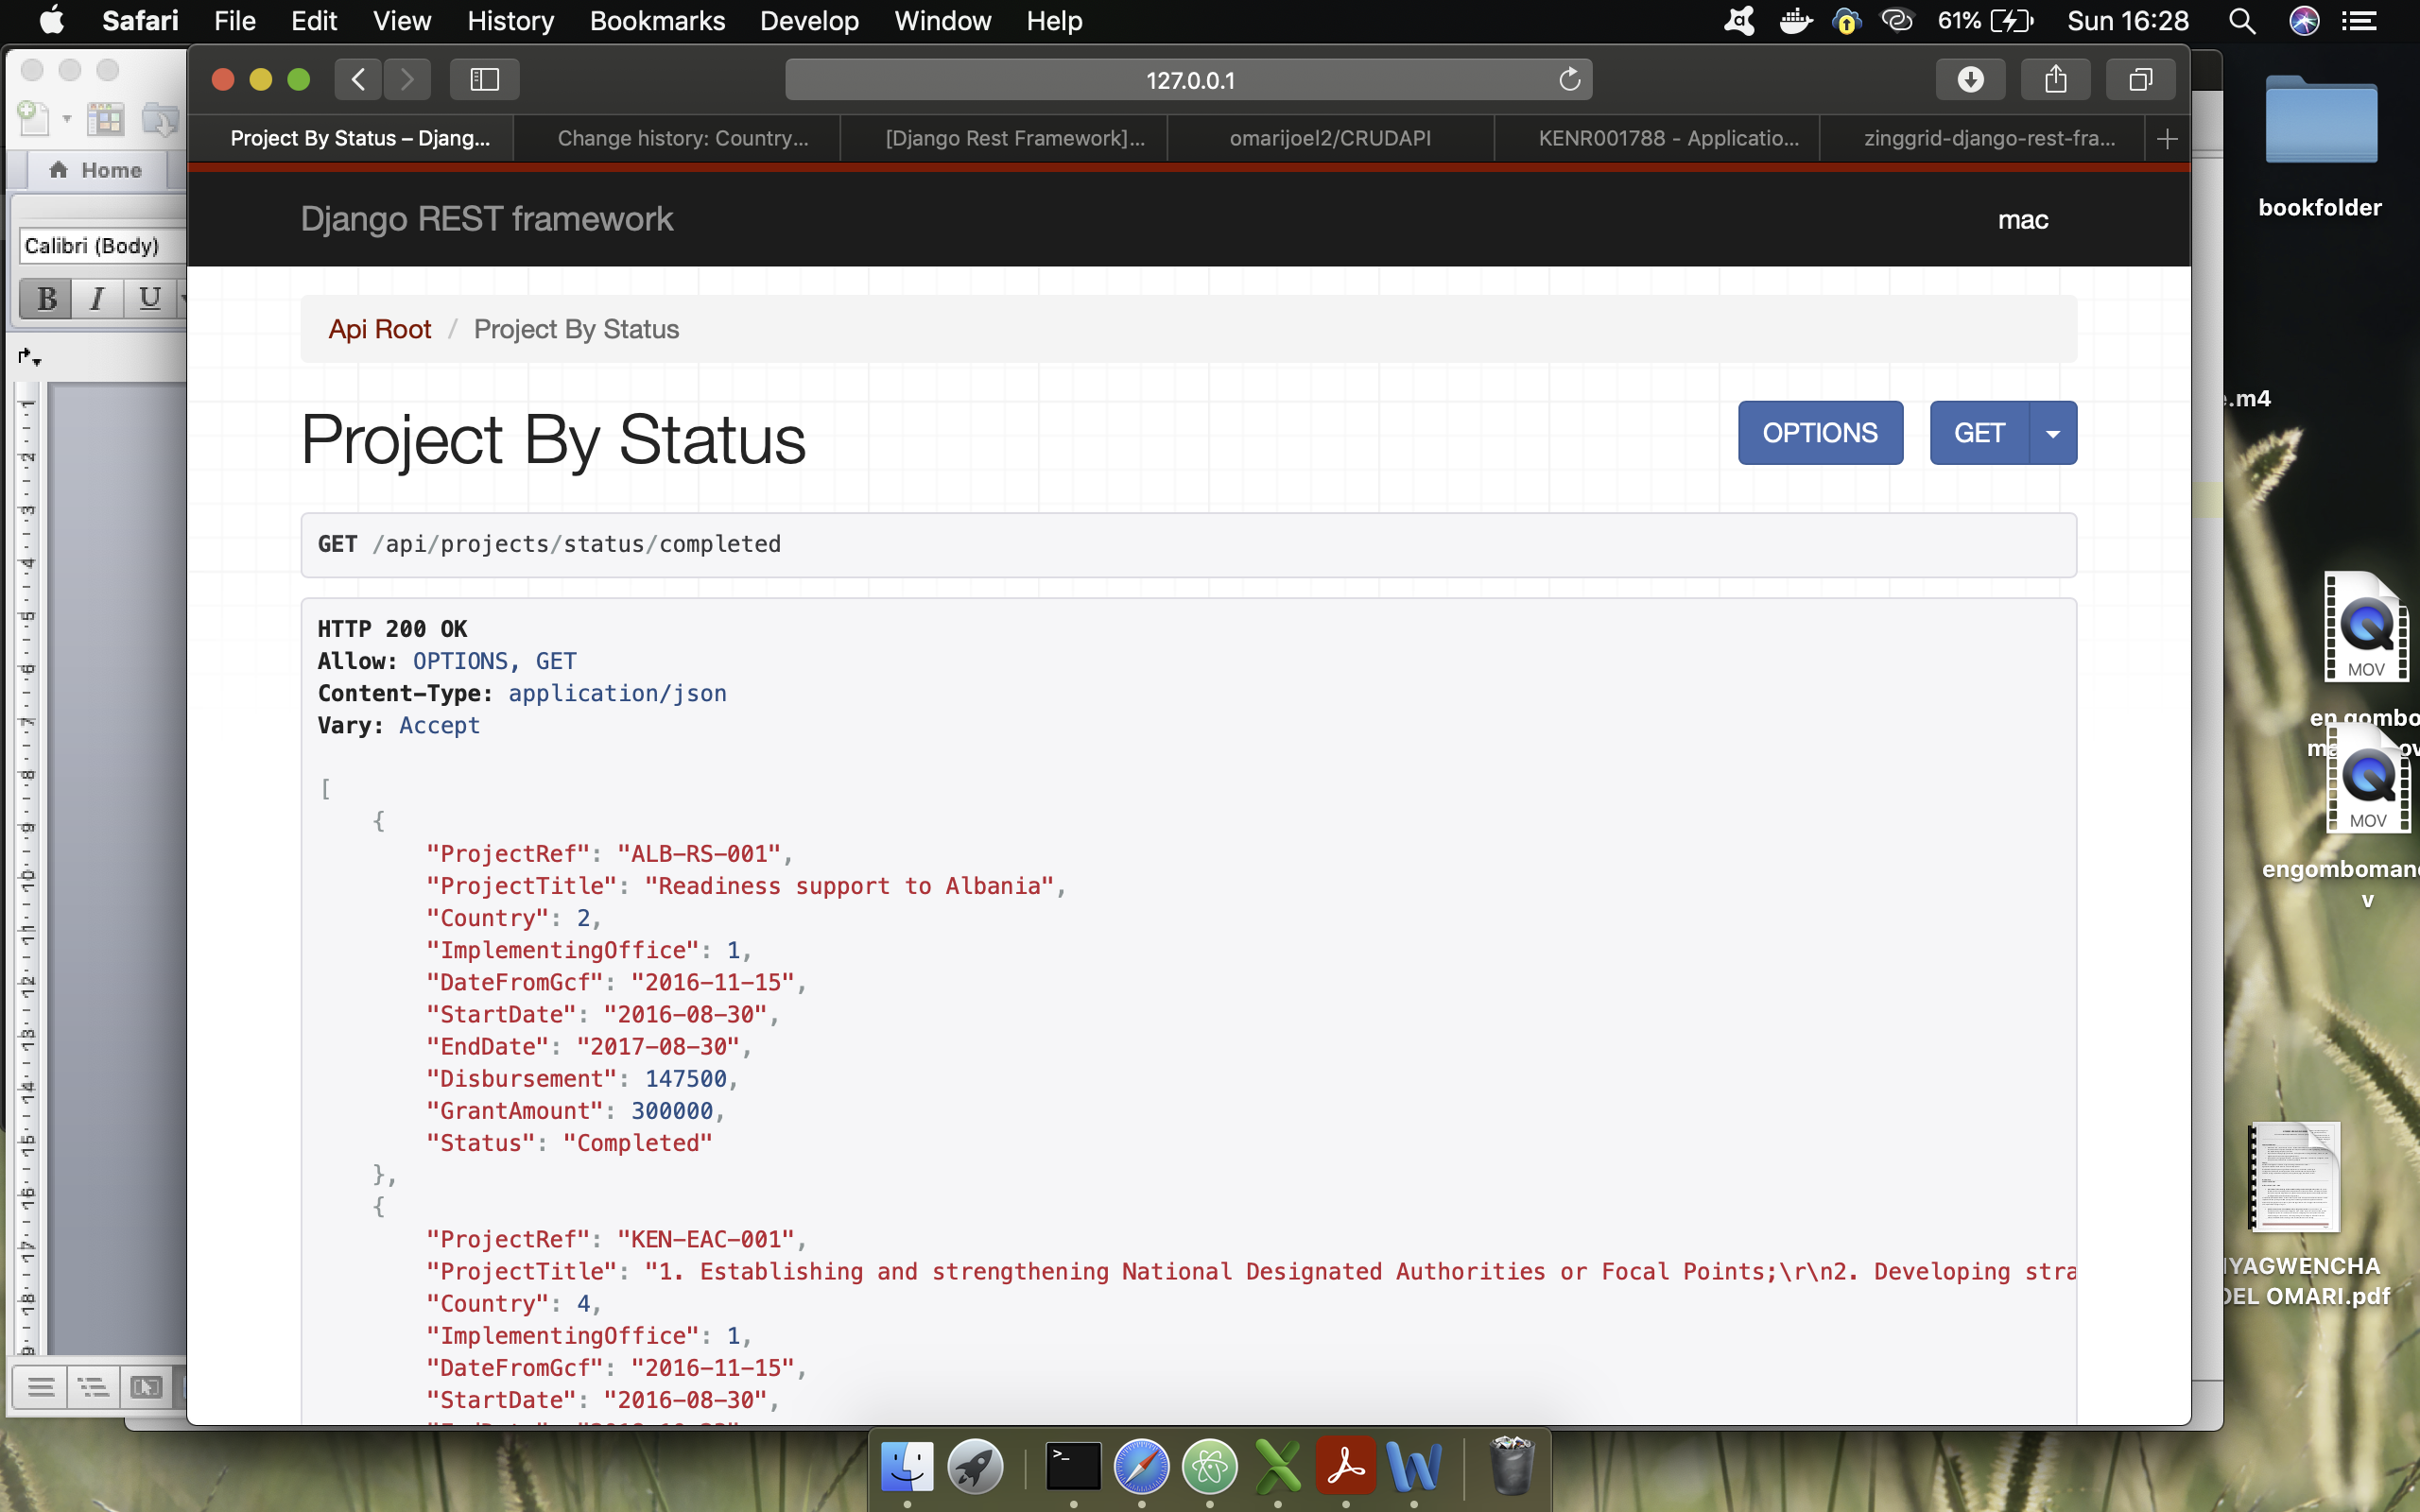 Safari File Edit View History Bookmarks Develop Window Help 61% Sun 16:28
127.0.0.1
Project By Status – Djang... Change history: Country... [Django Rest Framework]... omarijoel2/CRUDAPI KENR001788 - Applicatio... zinggrid-django-rest-fra...
Home
Calibri (Body)
B I U
Django REST framework mac
Api Root / Project By Status
Project By Status OPTIONS GET
GET /api/projects/status/completed
HTTP 200 OK
Allow: OPTIONS, GET
Content-Type: application/json
Vary: Accept
[
{
"ProjectRef": "ALB-RS-001",
"ProjectTitle": "Readiness support to Albania",
"Country": 2,
"ImplementingOffice": 1,
"DateFromGcf": "2016-11-15",
"StartDate": "2016-08-30",
"EndDate": "2017-08-30",
"Disbursement": 147500,
"GrantAmount": 300000,
"Status": "Completed"
},
{
"ProjectRef": "KEN-EAC-001",
"ProjectTitle": "1. Establishing and strengthening National Designated Authorities or Focal Points;\r\n2. Developing stra
"Country": 4,
"ImplementingOffice": 1,
"DateFromGcf": "2016-11-15",
"StartDate": "2016-08-30",
bookfolder
.m4
MOV
en gombo
MOV
engomboman
v
YAGWENCHA
OEL OMARI.pdf